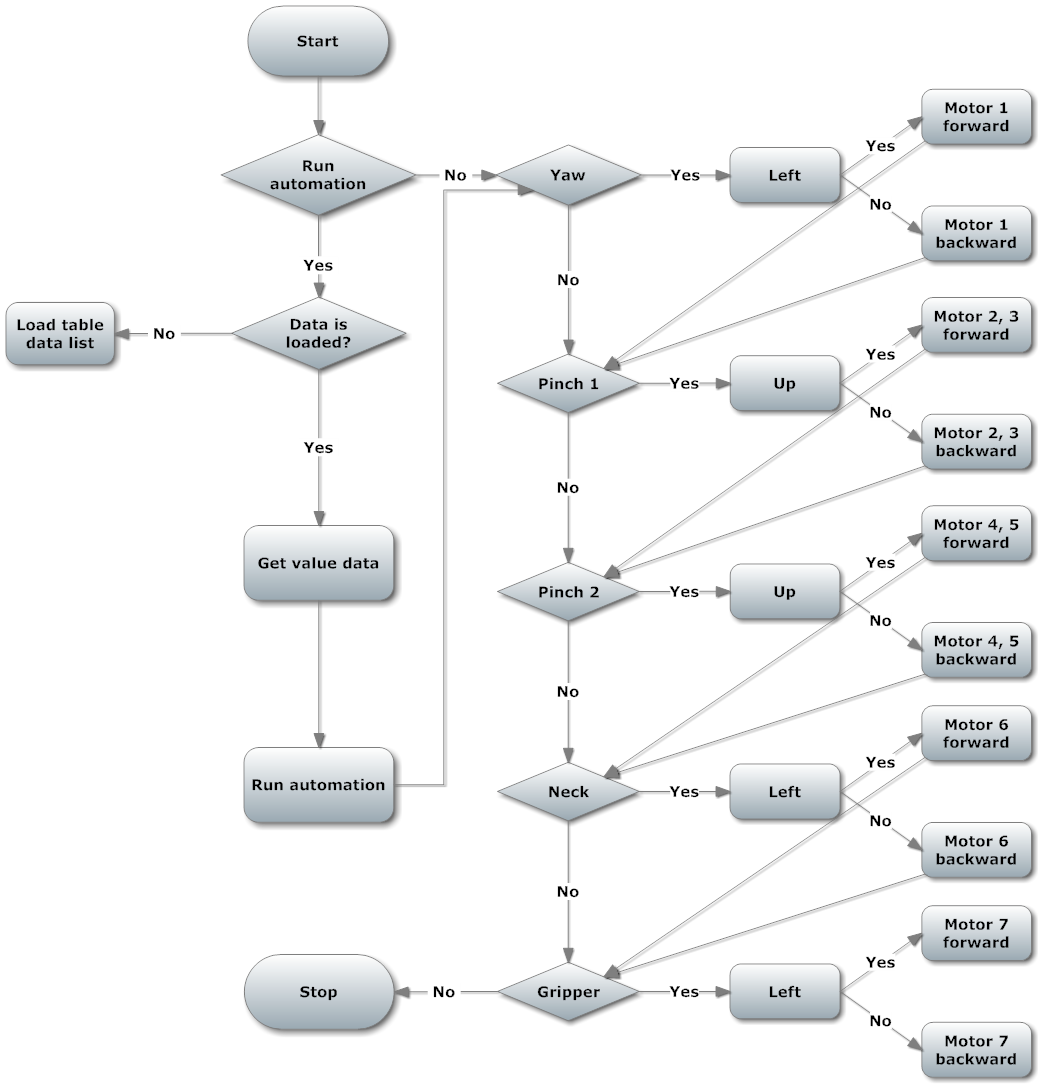 Start
Run
automation
No
Yaw
Yes
Left
Yes
Motor 1
forward
No
Motor 1
backward
Yes
No
Load table
data list
No
Data is
loaded?
Pinch 1
Yes
Up
Yes
Motor 2, 3
forward
No
Motor 2, 3
backward
Yes
No
Get value data
Pinch 2
Yes
Up
Yes
Motor 4, 5
forward
No
Motor 4, 5
backward
No
Run automation
Neck
Yes
Left
Yes
Motor 6
forward
No
Motor 6
backward
No
Stop
No
Gripper
Yes
Left
Yes
Motor 7
forward
No
Motor 7
backward